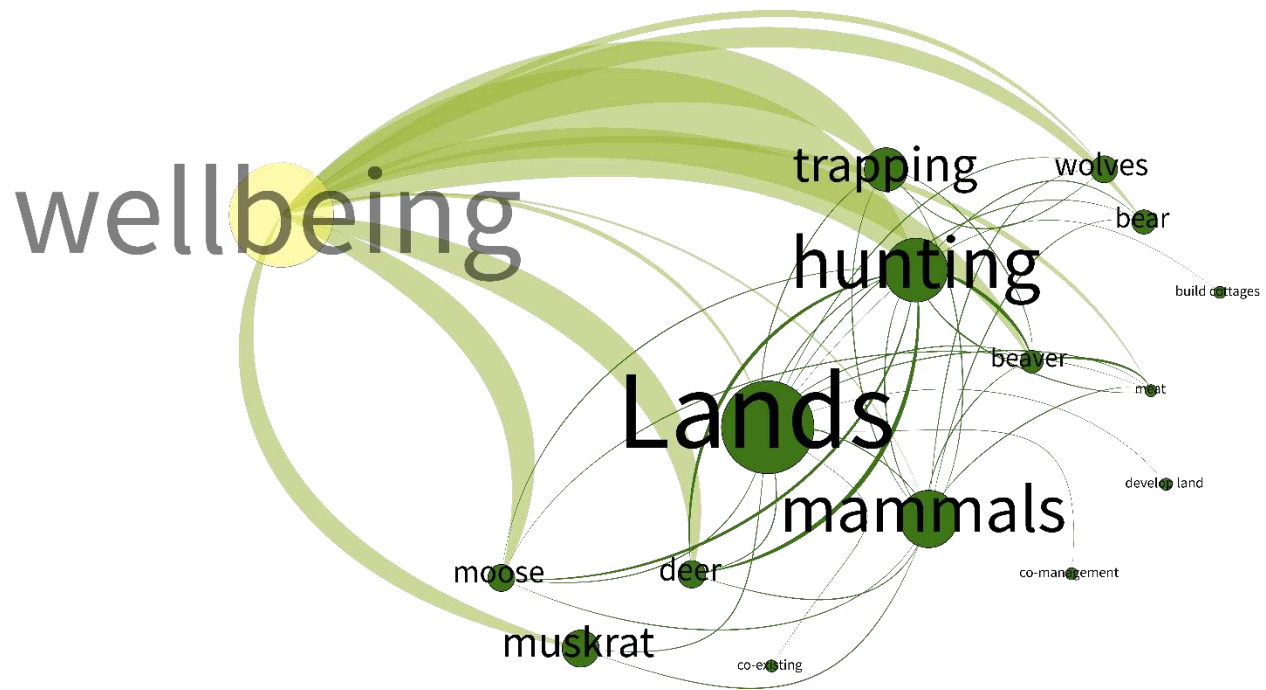 wellbeing
trapping
wolves
bear
hunting
build cottages
beaver
meat
Lands
develop land
mammals
moose
deer
co-management
muskrat
co-existing